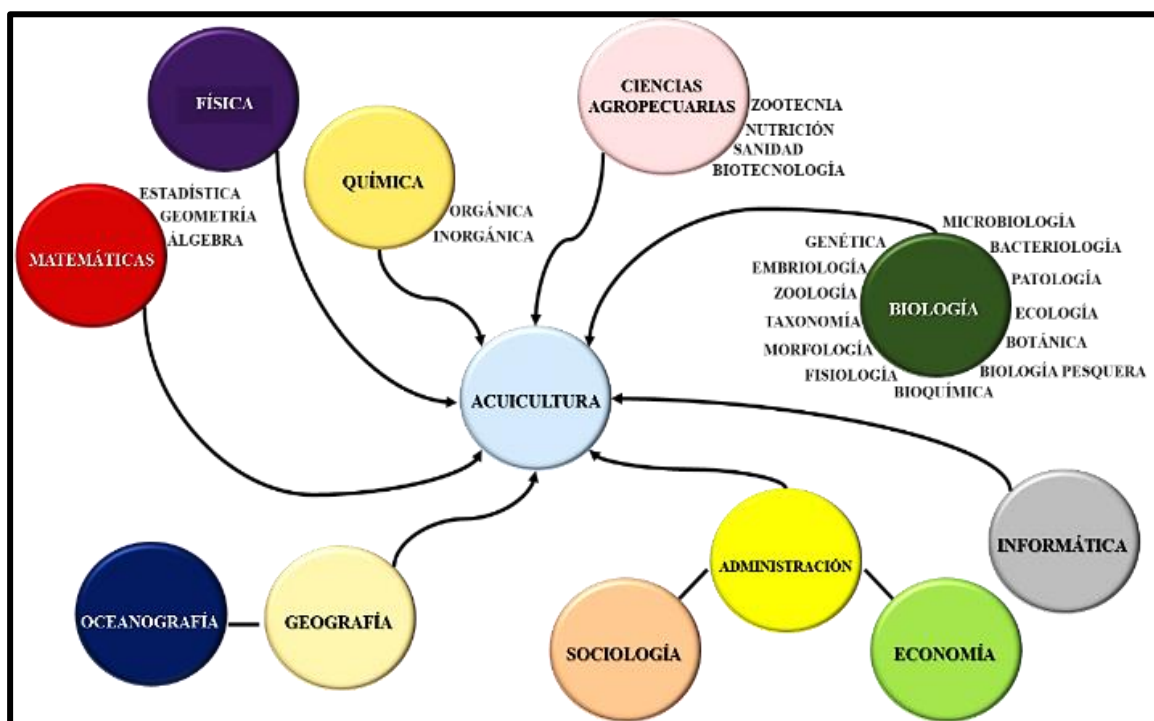 FÍSICA
CIENCIAS
AGROPECUARIAS
ZOOTECNIA
NUTRICIÓN
SANIDAD
BIOTECNOLOGÍA
QUÍMICA
ORGÁNICA
INORGÁNICA
ESTADÍSTICA
GEOMETRÍA
ÁLGEBRA
MATEMÁTICAS
MICROBIOLOGÍA
BACTERIOLOGÍA
PATOLOGÍA
ECOLOGÍA
BOTÁNICA
BIOLOGÍA PESQUERA
BIOQUÍMICA
GENÉTICA
EMBRIOLOGÍA
ZOOLOGÍA
TAXONOMÍA
MORFOLOGÍA
FISIOLOGÍA
BIOLOGÍA
ACUICULTURA
INFORMÁTICA
ADMINISTRACIÓN
OCEANOGRAFÍA
GEOGRAFÍA
SOCIOLOGÍA
ECONOMÍA